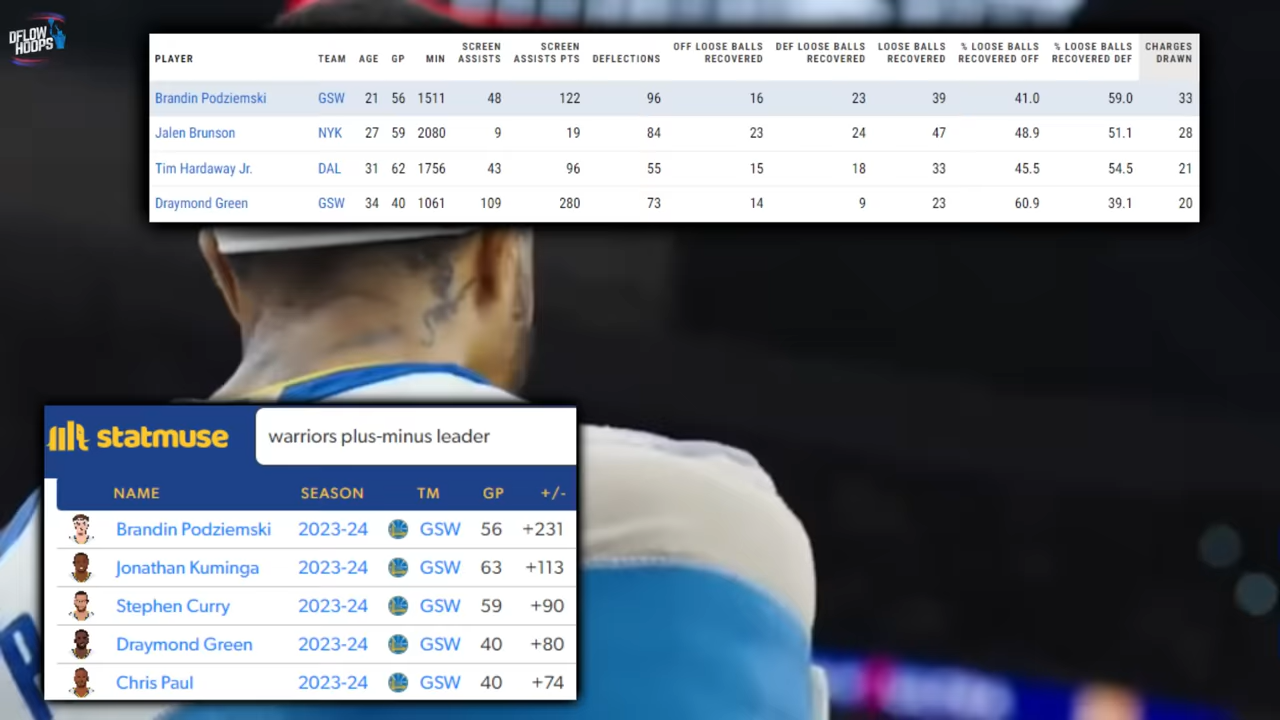 DFLOW
HOOPS
PLAYER TEAM AGE GP MIN SCREEN ASSISTS SCREEN ASSISTS PTS DEFLECTIONS OFF LOOSE BALLS RECOVERED DEF LOOSE BALLS RECOVERED LOOSE BALLS RECOVERED % LOOSE BALLS RECOVERED OFF % LOOSE BALLS RECOVERED DEF CHARGES DRAWN
Brandin Podziemski GSW 21 56 1511 48 122 96 16 23 39 41.0 59.0 33
Jalen Brunson NYK 27 59 2080 9 19 84 23 24 47 48.9 51.1 28
Tim Hardaway Jr. DAL 31 62 1756 43 96 55 15 18 33 45.5 54.5 21
Draymond Green GSW 34 40 1061 109 280 73 14 9 23 60.9 39.1 20
statmuse warriors plus-minus leader
NAME SEASON TM GP +/-
Brandin Podziemski 2023-24 GSW 56 +231
Jonathan Kuminga 2023-24 GSW 63 +113
Stephen Curry 2023-24 GSW 59 +90
Draymond Green 2023-24 GSW 40 +80
Chris Paul 2023-24 GSW 40 +74